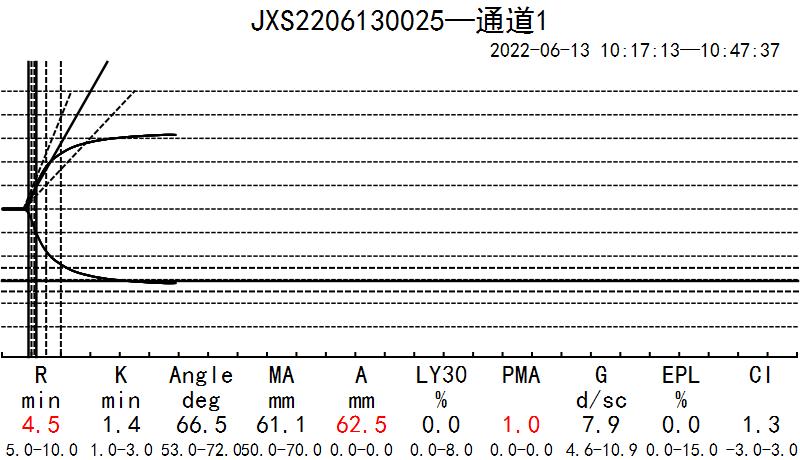 JXS2206130025—通道1
2022-06-13 10:17:13—10:47:37
R K Angle MA A LY30 PMA G EPL CI
min min deg mm mm % d/sc %
4.5 1.4 66.5 61.1 62.5 0.0 1.0 7.9 0.0 1.3
5.0-10.0 1.0-3.0 53.0-72.0 50.0-70.0 0.0-0.0 0.0-8.0 0.0-0.0 4.6-10.9 0.0-15.0 -3.0-3.0